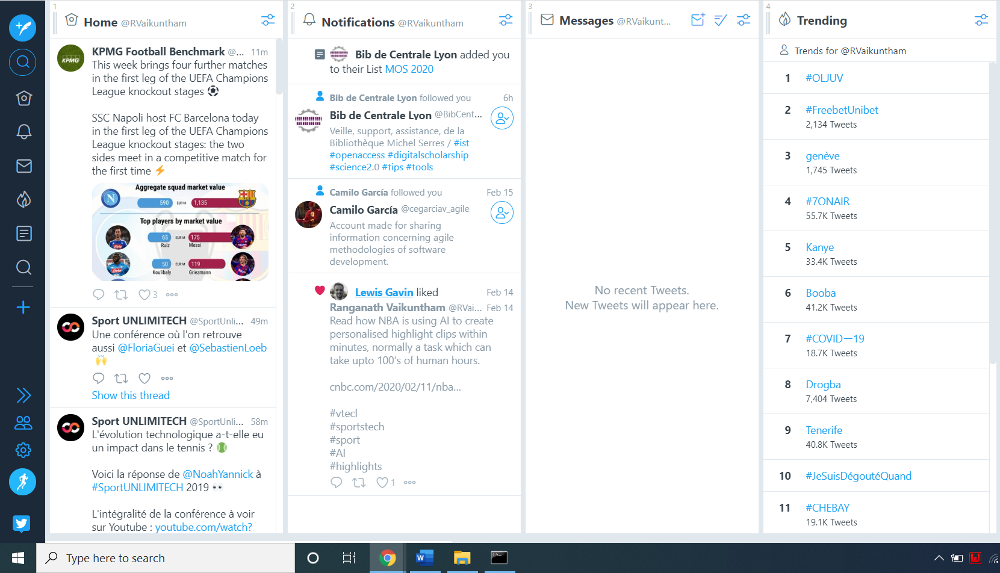 1
Home @RVaikuntham
KPMG Football Benchmark @... 11m
This week brings four further matches
in the first leg of the UEFA Champions
League knockout stages ⚽
SSC Napoli host FC Barcelona today
in the first leg of the UEFA Champions
League knockout stages: the two
sides meet in a competitive match for
the first time ⚡
KPMG
Aggregate squad market value
N
590 EUR M 1,135
Top players by market value
65 EUR M 175
Ruiz Messi
50 EUR M 119
Koulibaly Griezmann
3
Sport UNLIMITECH @SportUnli... 49m
Une conférence où l'on retrouve
aussi @FloriaGuei et @SebastienLoeb
🙌
Show this thread
Sport UNLIMITECH @SportUnli... 58m
L'évolution technologique a-t-elle eu
un impact dans le tennis ? 🎾
Voici la réponse de @NoahYannick à
#SportUNLIMITECH 2019 👀
L'intégralité de la conférence à voir
sur Youtube : youtube.com/watch?
2
Notifications @RVaikuntham
Bib de Centrale Lyon added you
to their List MOS 2020
Bib de Centrale Lyon followed you 6h
Bib de Centrale Lyon @BibCent...
Veille, support, assistance, de la
Bibliothèque Michel Serres / #ist
#openaccess #digitalscholarship
#science2.0 #tips #tools
Camilo García followed you Feb 15
Camilo García @cegarciav_agile
Account made for sharing
information concerning agile
methodologies of software
development.
Lewis Gavin liked Feb 14
Ranganath Vaikuntham @RVai... Feb 14
Read how NBA is using AI to create
personalised highlight clips within
minutes, normally a task which can
take upto 100's of human hours.
cnbc.com/2020/02/11/nba...
#vtecl
#sportstech
#sport
#AI
#highlights
1
3
Messages @RVaikunt...
No recent Tweets.
New Tweets will appear here.
4
Trending
Trends for @RVaikuntham
1 #OLJUV
2 #FreebetUnibet
2,134 Tweets
3 genève
1,745 Tweets
4 #7ONAIR
55.7K Tweets
5 Kanye
33.4K Tweets
6 Booba
41.2K Tweets
7 #COVIDー19
18.7K Tweets
8 Drogba
7,404 Tweets
9 Tenerife
40.8K Tweets
10 #JeSuisDégoutéQuand
11 #CHEBAY
19.1K Tweets
Type here to search
W